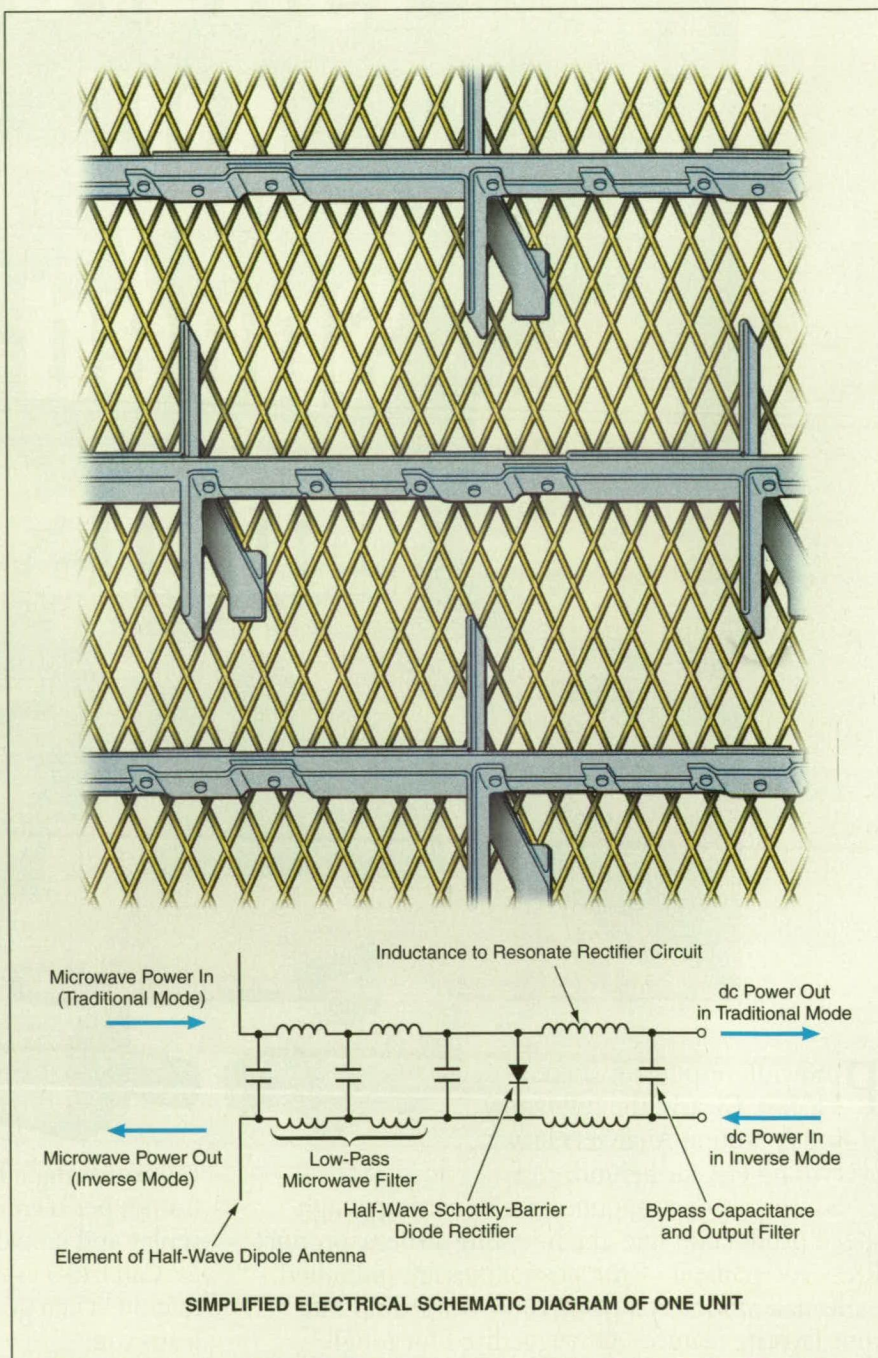 Inductance to Resonate Rectifier Circuit
Microwave Power In
(Traditional Mode)
dc Power Out
in Traditional Mode
Microwave Power Out
(Inverse Mode)
Low-Pass
Microwave Filter
dc Power In
in Inverse Mode
Half-Wave Schottky-Barrier
Diode Rectifier
Bypass Capacitance
and Output Filter
Element of Half-Wave Dipole Antenna
SIMPLIFIED ELECTRICAL SCHEMATIC DIAGRAM OF ONE UNIT